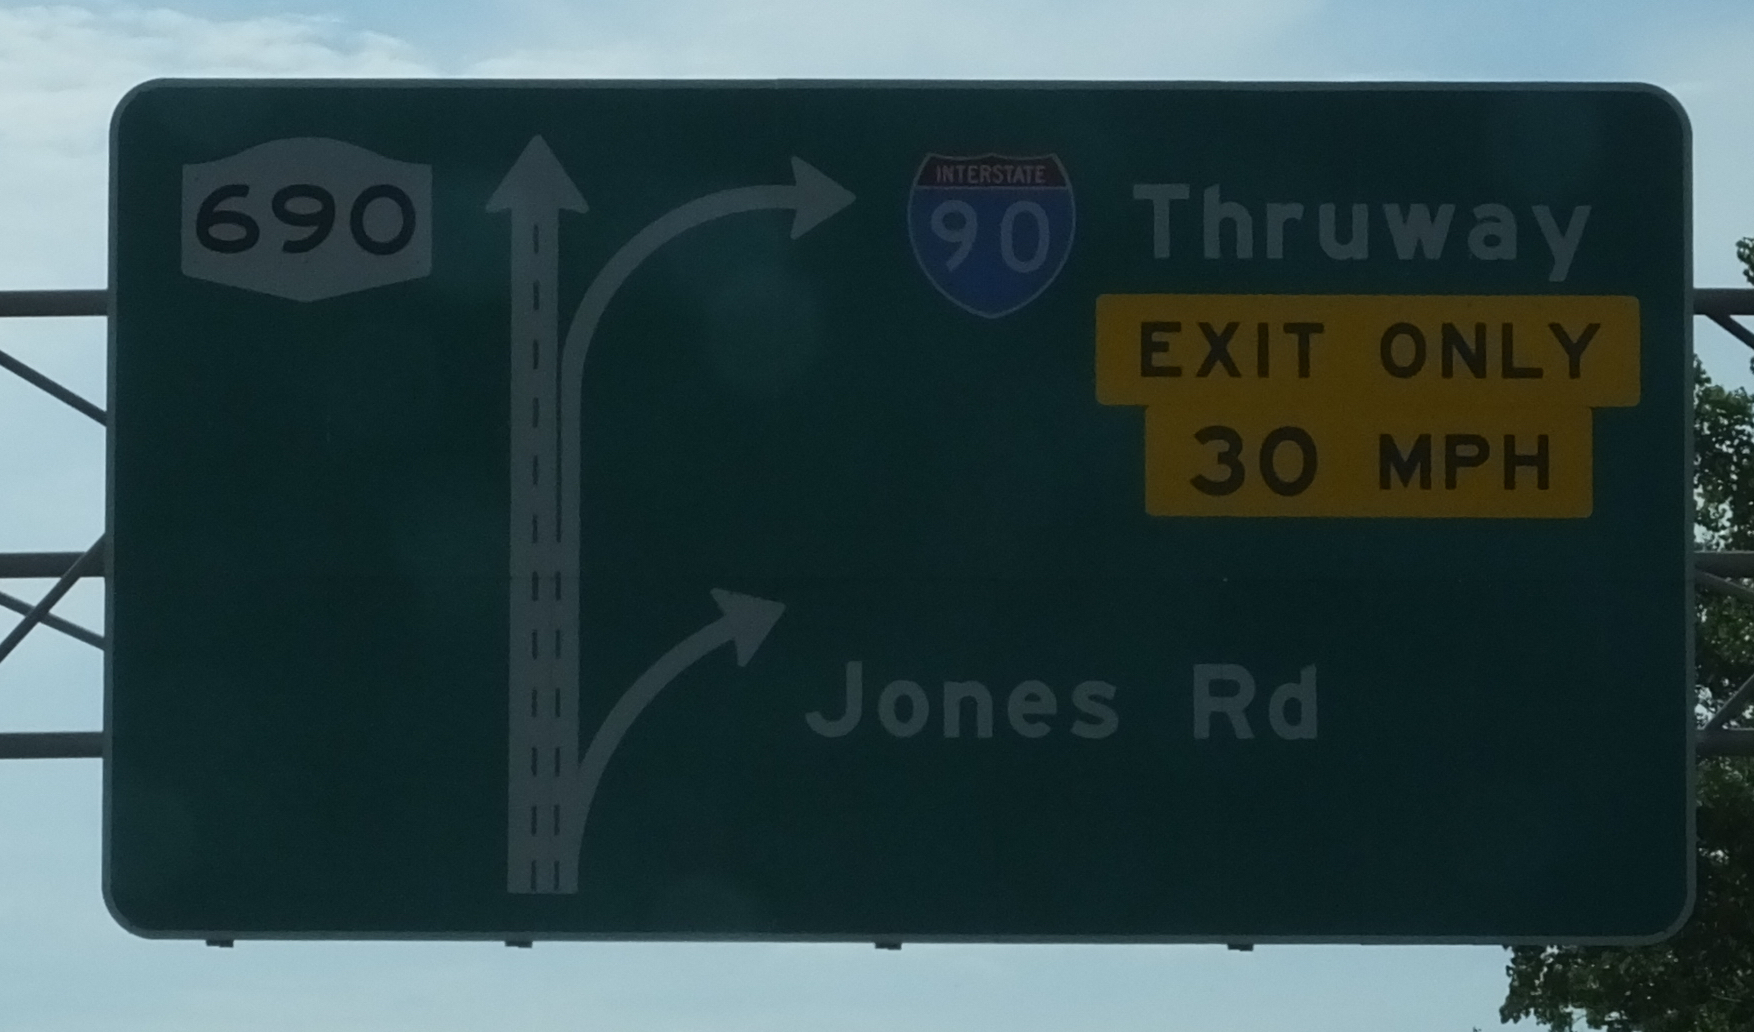 690
INTERSTATE
90
Thruway
EXIT ONLY
30 MPH
Jones Rd